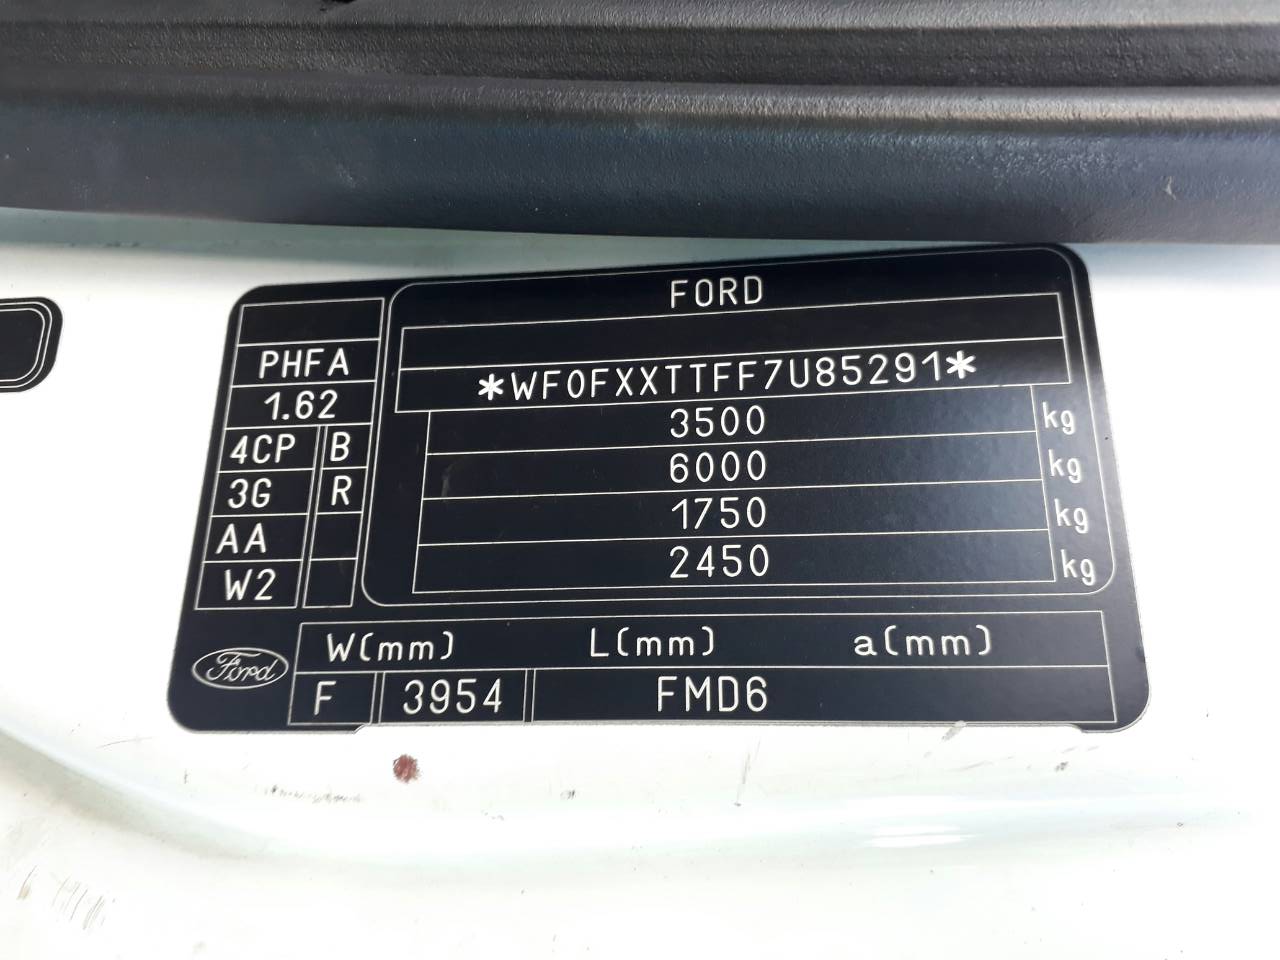 FORD
PHFA
*WF0FXXTTFF7U85291*
1.62
3500 kg
4CP B
6000 kg
3G R
1750 kg
AA
2450 kg
W2
Ford
W(mm) L(mm) a(mm)
F 3954 FMD6